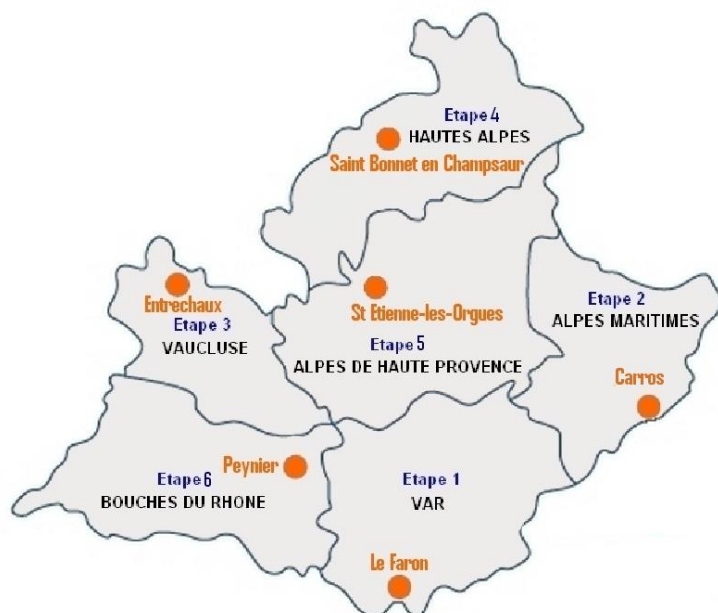 Etape 4
HAUTES ALPES
Saint Bonnet en Champsaur
Entrechaux
Etape 3
VAUCLUSE
St Etienne-les-Orgues
Etape 5
ALPES DE HAUTE PROVENCE
Etape 2
ALPES MARITIMES
Carros
Peynier
Etape 6
BOUCHES DU RHONE
Etape 1
VAR
Le Faron